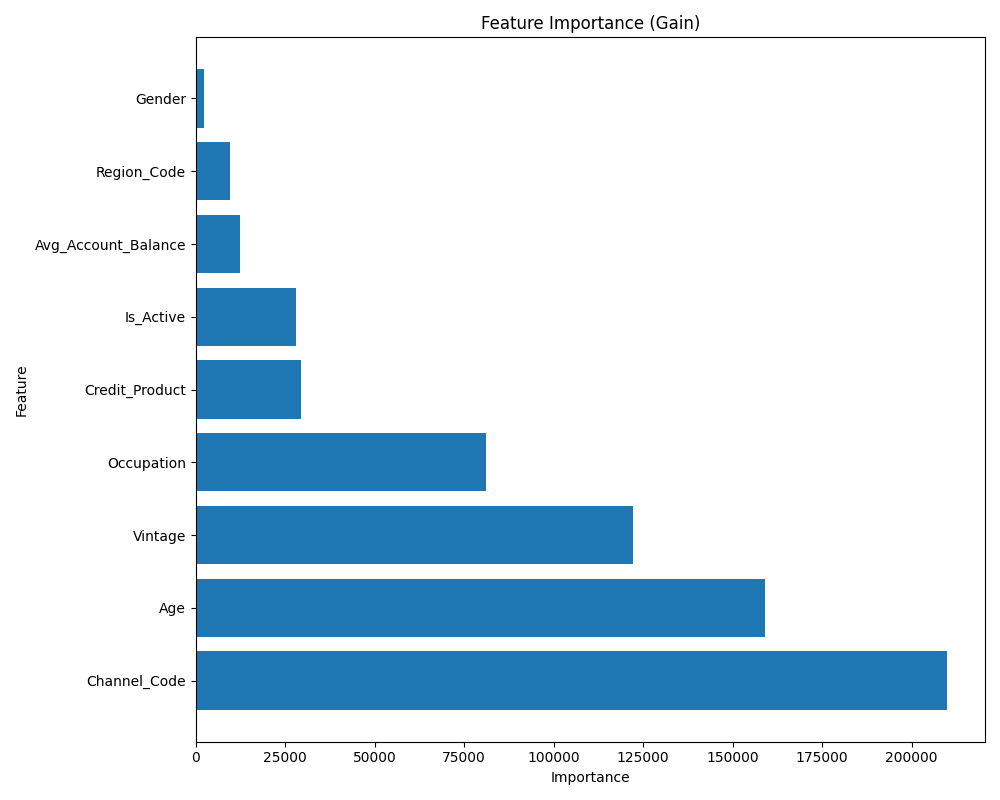 Feature Importance (Gain)
Gender
Region_Code
Avg_Account_Balance
Is_Active
Credit_Product
Occupation
Vintage
Age
Channel_Code
Feature
0 25000 50000 75000 100000 125000 150000 175000 200000
Importance